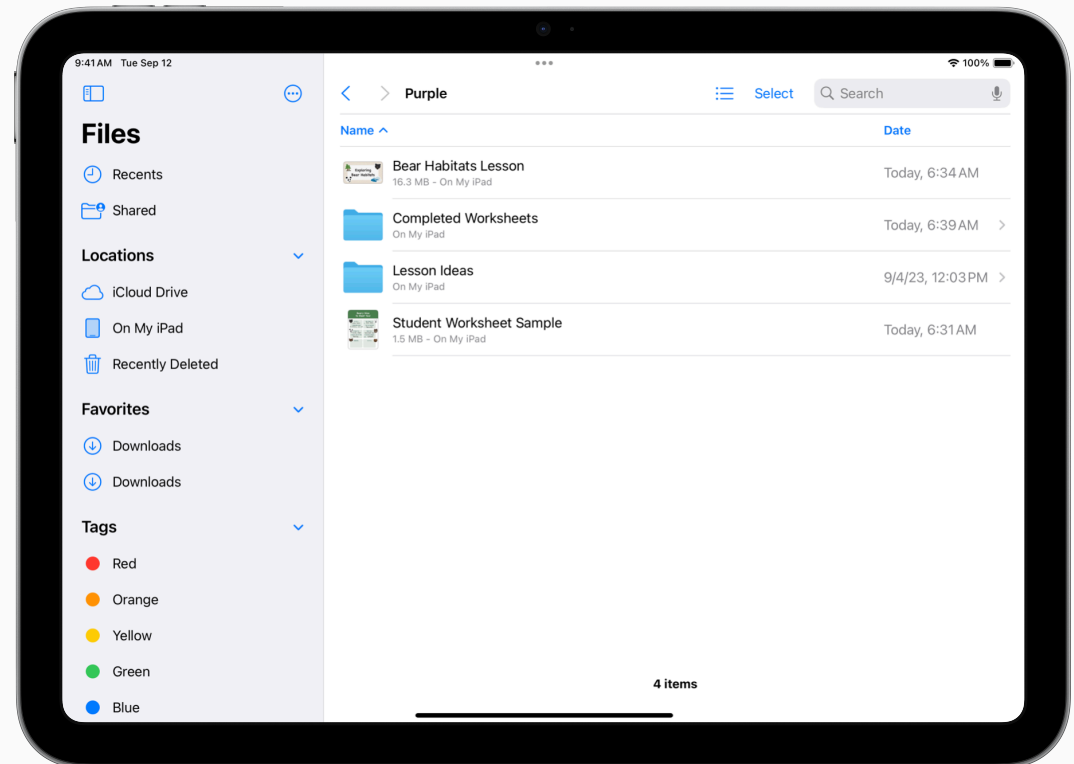 9:41 AM Tue Sep 12
100%
Files
Recents
Shared
Locations
iCloud Drive
On My iPad
Recently Deleted
Favorites
Downloads
Downloads
Tags
Red
Orange
Yellow
Green
Blue
Purple
Select
Search
Name
Date
Exploring
Bear Habitats
Bear Habitats Lesson
16.3 MB - On My iPad
Today, 6:34 AM
Completed Worksheets
On My iPad
Today, 6:39 AM
Lesson Ideas
On My iPad
9/4/23, 12:03 PM
Student Worksheet Sample
1.5 MB - On My iPad
Today, 6:31 AM
4 items